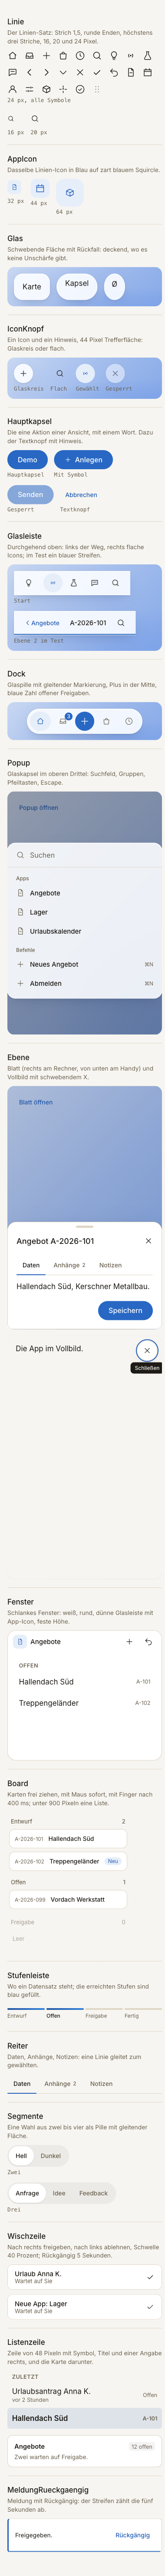 Linie
Der Linien-Satz: Strich 1,5, runde Enden, höchstens
drei Striche, 16, 20 und 24 Pixel.
24 px, alle Symbole
16 px 20 px
AppIcon
Dasselbe Linien-Icon in Blau auf zart blauem Squircle.
32 px
44 px
64 px
Glas
Schwebende Fläche mit Rückfall: deckend, wo es
keine Unschärfe gibt.
Karte
Kapsel
Ø
IconKnopf
Ein Icon und ein Hinweis, 44 Pixel Trefferfläche:
Glaskreis oder flach.
Glaskreis Flach Gewählt Gesperrt
Hauptkapsel
Die eine Aktion einer Ansicht, mit einem Wort. Dazu
der Textknopf mit Hinweis.
Demo
Anlegen
Hauptkapsel Mit Symbol
Senden
Abbrechen
Gesperrt Textknopf
Glasleiste
Durchgehend oben: links der Weg, rechts flache
Icons; im Test ein blauer Streifen.
Start
Angebote
A-2026-101
Ebene 2 im Test
Dock
Glaspille mit gleitender Markierung, Plus in der Mitte,
blaue Zahl offener Freigaben.
3
Popup
Glaskapsel im oberen Drittel: Suchfeld, Gruppen,
Pfeiltasten, Escape.
Popup öffnen
Suchen
Apps
Angebote
Lager
Urlaubskalender
Befehle
Neues Angebot ⌘N
Abmelden ⌘N
Ebene
Blatt (rechts am Rechner, von unten am Handy) und
Vollbild mit schwebendem X.
Blatt öffnen
Angebot A-2026-101
Daten Anhänge 2 Notizen
Hallendach Süd, Kerschner Metallbau.
Speichern
Die App im Vollbild.
Schließen
Fenster
Schlankes Fenster: weiß, rund, dünne Glasleiste mit
App-Icon, feste Höhe.
Angebote
OFFEN
Hallendach Süd A-101
Treppengeländer A-102
Board
Karten frei ziehen, mit Maus sofort, mit Finger nach
400 ms; unter 900 Pixeln eine Liste.
Entwurf 2
A-2026-101 Hallendach Süd
A-2026-102 Treppengeländer Neu
Offen 1
A-2026-099 Vordach Werkstatt
Freigabe 0
Leer
Stufenleiste
Wo ein Datensatz steht; die erreichten Stufen sind
blau gefüllt.
Entwurf Offen Freigabe Fertig
Reiter
Daten, Anhänge, Notizen: eine Linie gleitet zum
gewählten.
Daten Anhänge 2 Notizen
Segmente
Eine Wahl aus zwei bis vier als Pille mit gleitender
Fläche.
Hell Dunkel
Zwei
Anfrage Idee Feedback
Drei
Wischzeile
Nach rechts freigeben, nach links ablehnen, Schwelle
40 Prozent; Rückgängig 5 Sekunden.
Urlaub Anna K.
Wartet auf Sie
Neue App: Lager
Wartet auf Sie
Listenzeile
Zeile von 48 Pixeln mit Symbol, Titel und einer Angabe
rechts, und die Karte darunter.
ZULETZT
Urlaubsantrag Anna K. Offen
vor 2 Stunden
Hallendach Süd A-101
Angebote 12 offen
Zwei warten auf Freigabe.
MeldungRueckgaengig
Meldung mit Rückgängig: der Streifen zählt die fünf
Sekunden ab.
Freigegeben. Rückgängig